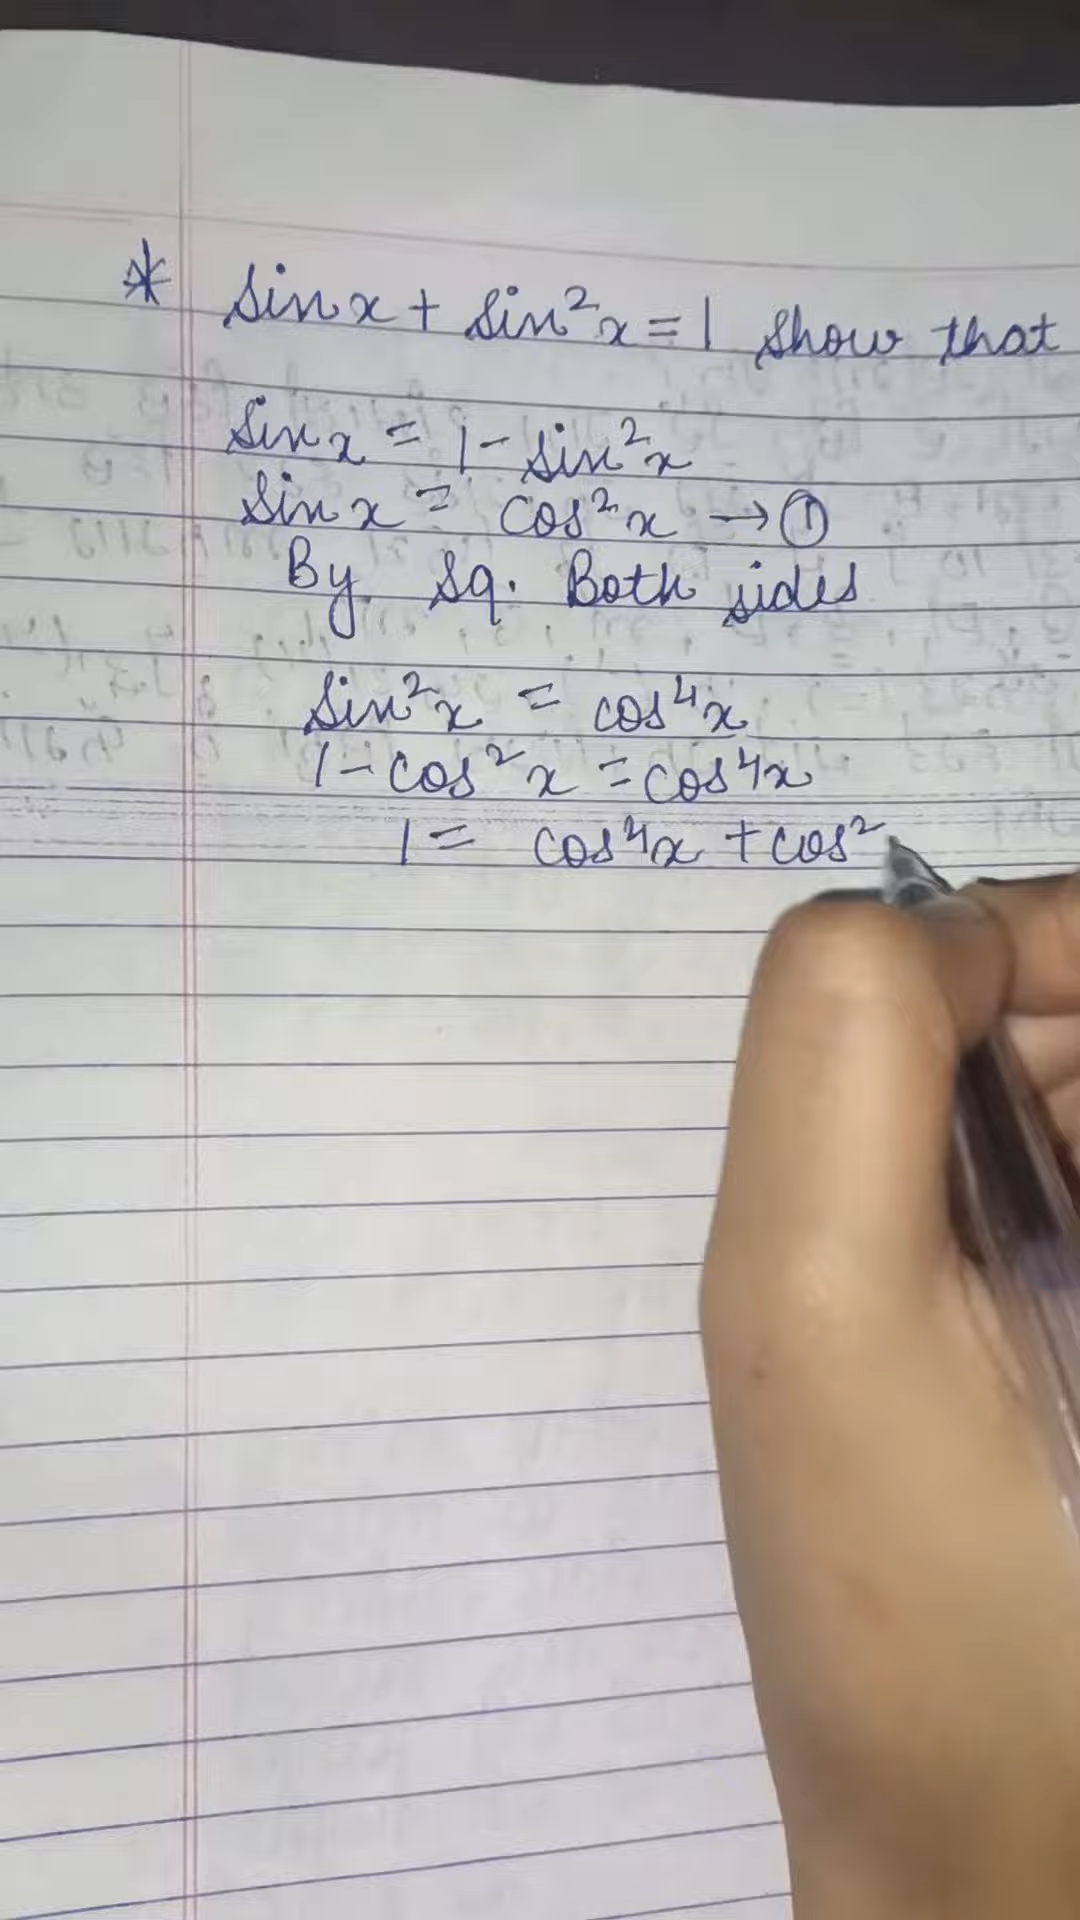 * sin x + sin²x = 1 show that
sin x = 1 - sin²x
sin x = cos²x → ①
By sq. Both sides
sin²x = cos⁴x
1 - cos²x = cos⁴x
1 = cos⁴x + cos²